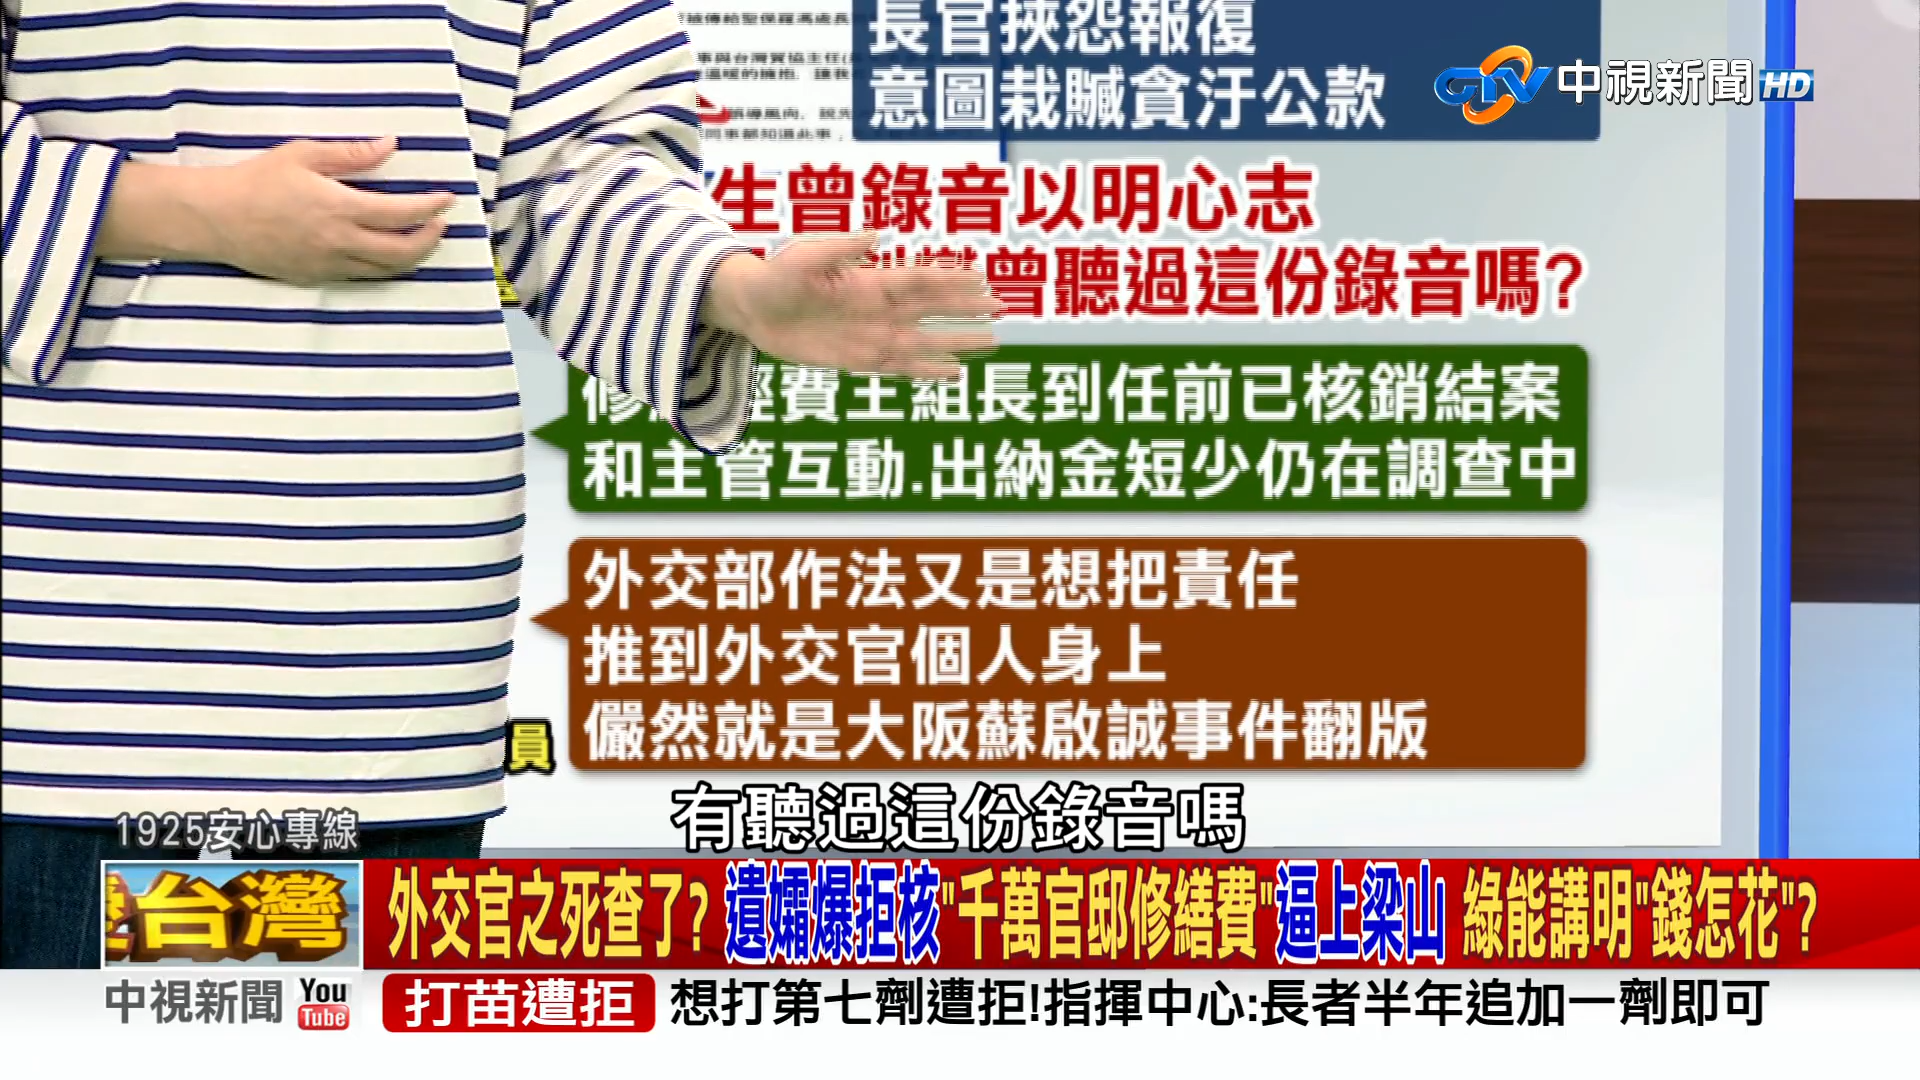 長官挾怨報復
意圖栽贓貪汙公款
中視新聞HD
生曾錄音以明心志
曾聽過這份錄音嗎?
費王組長到任前已核銷結案
和主管互動.出納金短少仍在調查中
外交部作法又是想把責任
推到外交官個人身上
儼然就是大阪蘇啟誠事件翻版
員
有聽過這份錄音嗎
1925安心專線
台灣
外交官之死查了? 遺孀爆拒核"千萬官邸修繕費"逼上梁山 綠能講明"錢怎花"?
中視新聞 YouTube
打苗遭拒 想打第七劑遭拒!指揮中心:長者半年追加一劑即可